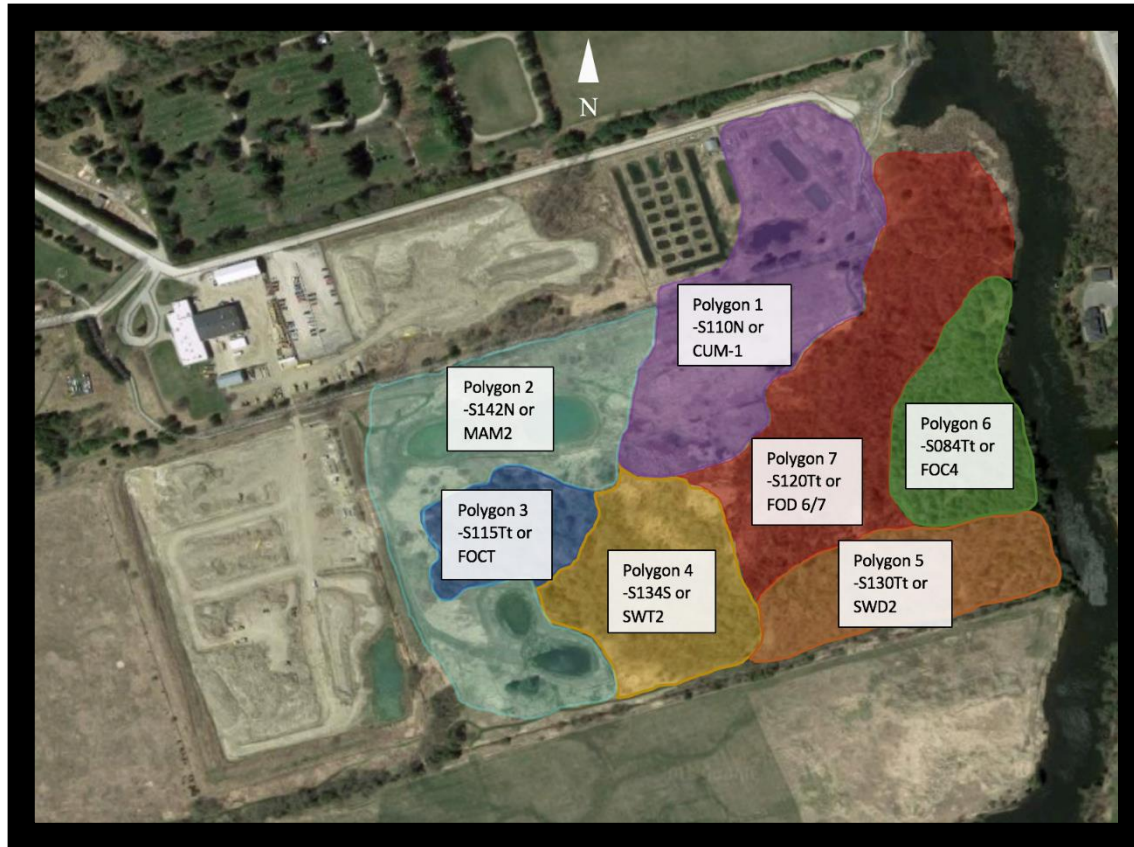 N
Polygon 1
-S110N or
CUM-1
Polygon 2
-S142N or
MAM2
Polygon 6
-S084Tt or
FOC4
Polygon 7
-S120Tt or
FOD 6/7
Polygon 3
-S115Tt or
FOCT
Polygon 5
-S130Tt or
SWD2
Polygon 4
-S134S or
SWT2